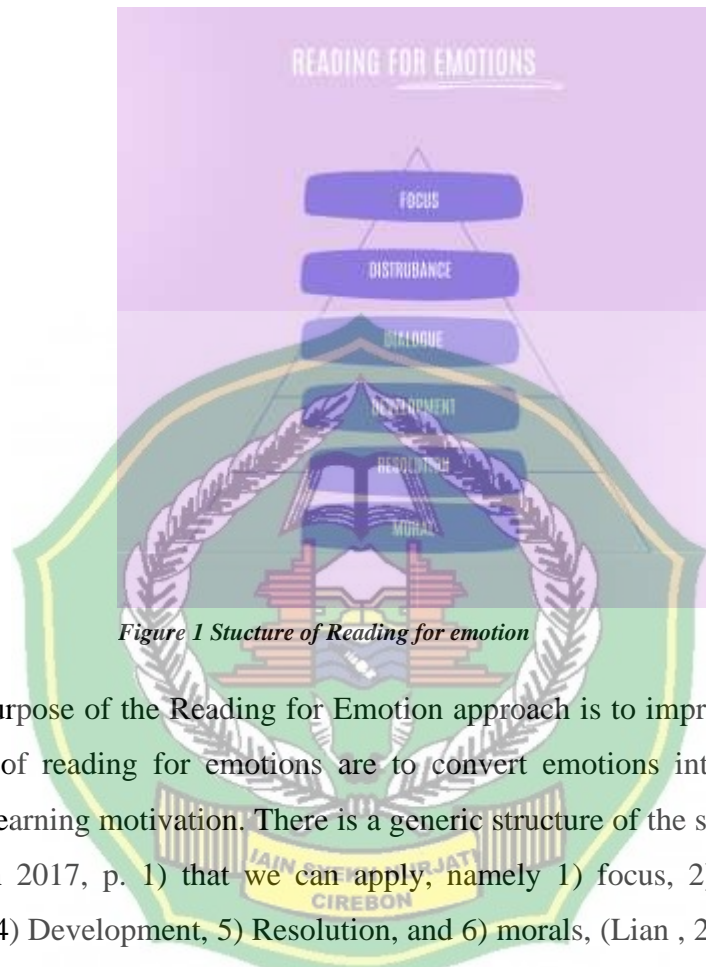 READING FOR EMOTIONS
FOCUS
DISTRUBANCE
DIALOGUE
DEVELOPMENT
RESOLUTION
MORAL
Figure 1 Stucture of Reading for emotion
urpose of the Reading for Emotion approach is to impr
of reading for emotions are to convert emotions int
earning motivation. There is a generic structure of the s
2017, p. 1) that we can apply, namely 1) focus, 2)
4) Development, 5) Resolution, and 6) morals, (Lian , 2
IAIN SYEKH NURJATI
CIREBON